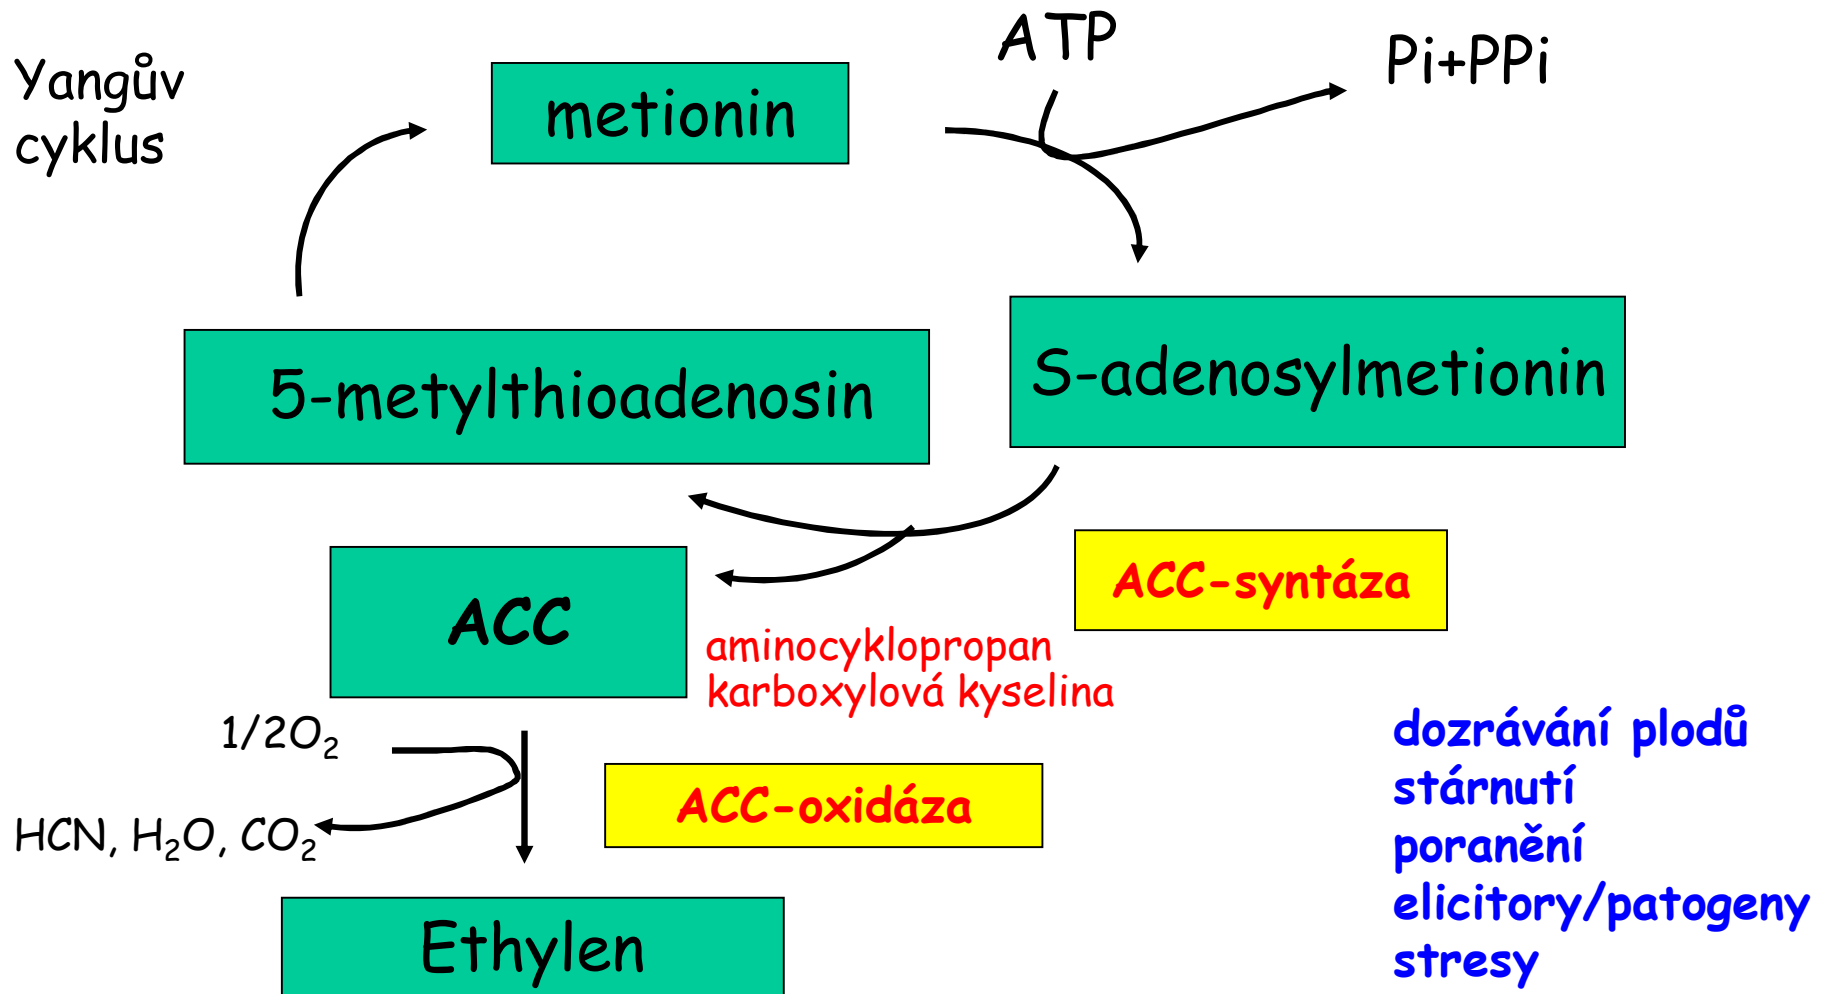 Yangův
cyklus
metionin
ATP
Pi+PPi
5-metylthioadenosin
S-adenosylmetionin
ACC
aminocyklopropan
karboxylová kyselina
ACC-syntáza
1/2O₂
HCN, H₂O, CO₂
ACC-oxidáza
Ethylen
dozrávání plodů
stárnutí
poranění
elicitory/patogeny
stresy